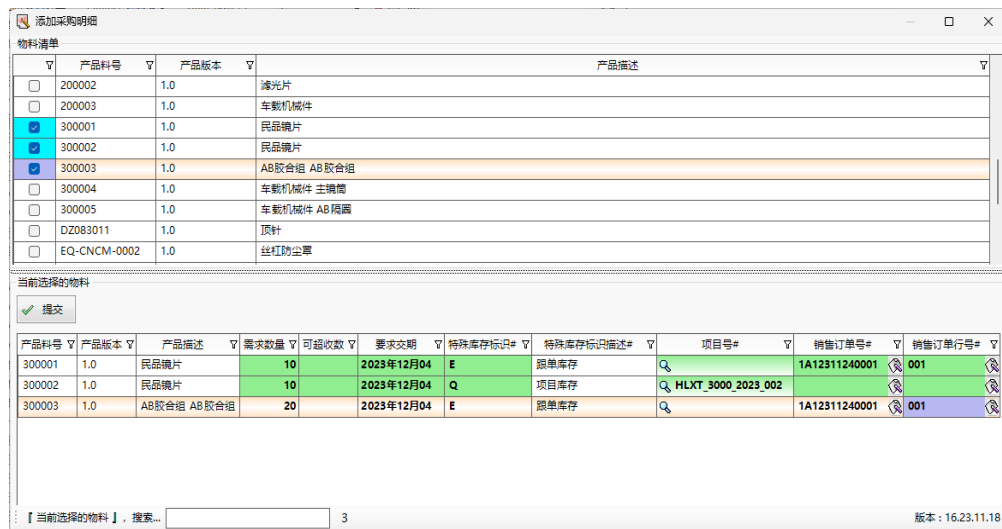 添加采购明细
物料清单
产品料号 产品版本 产品描述
200002 1.0 滤光片
200003 1.0 车载机械件
300001 1.0 民品镜片
300002 1.0 民品镜片
300003 1.0 AB胶合组 AB胶合组
300004 1.0 车载机械件 主镜筒
300005 1.0 车载机械件 AB隔圆
DZ083011 1.0 顶针
EQ-CNCM-0002 1.0 丝杠防尘罩
当前选择的物料
提交
产品料号 产品版本 产品描述 需求数量 可超收数 要求交期 特殊库存标识# 特殊库存标识描述# 项目号# 销售订单号# 销售订单行号#
300001 1.0 民品镜片 10 2023年12月04 E 跟单库存 1A12311240001 001
300002 1.0 民品镜片 10 2023年12月04 Q 项目库存 HLXT_3000_2023_002
300003 1.0 AB胶合组 AB胶合组 20 2023年12月04 E 跟单库存 1A12311240001 001
『 当前选择的物料 』, 搜索... 3 版本：16.23.11.18